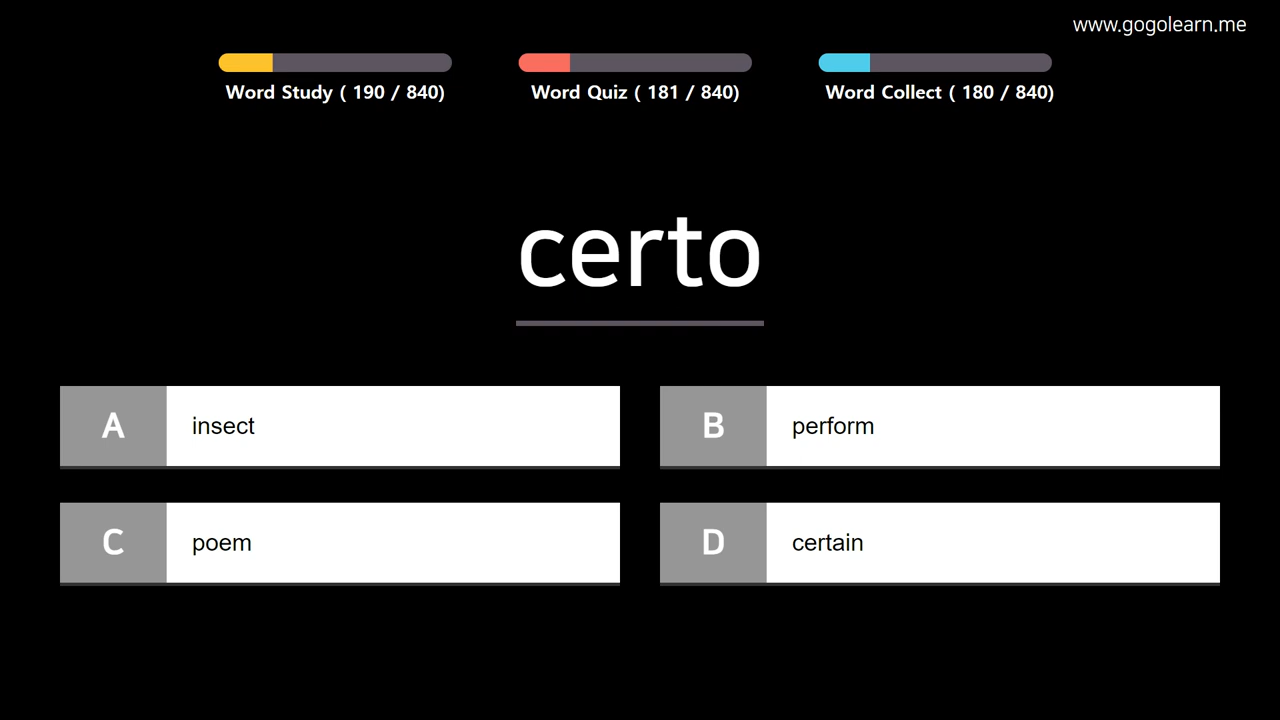 www.gogolearn.me
Word Study ( 190 / 840)
Word Quiz ( 181 / 840)
Word Collect ( 180 / 840)
certo
A insect
B perform
C poem
D certain